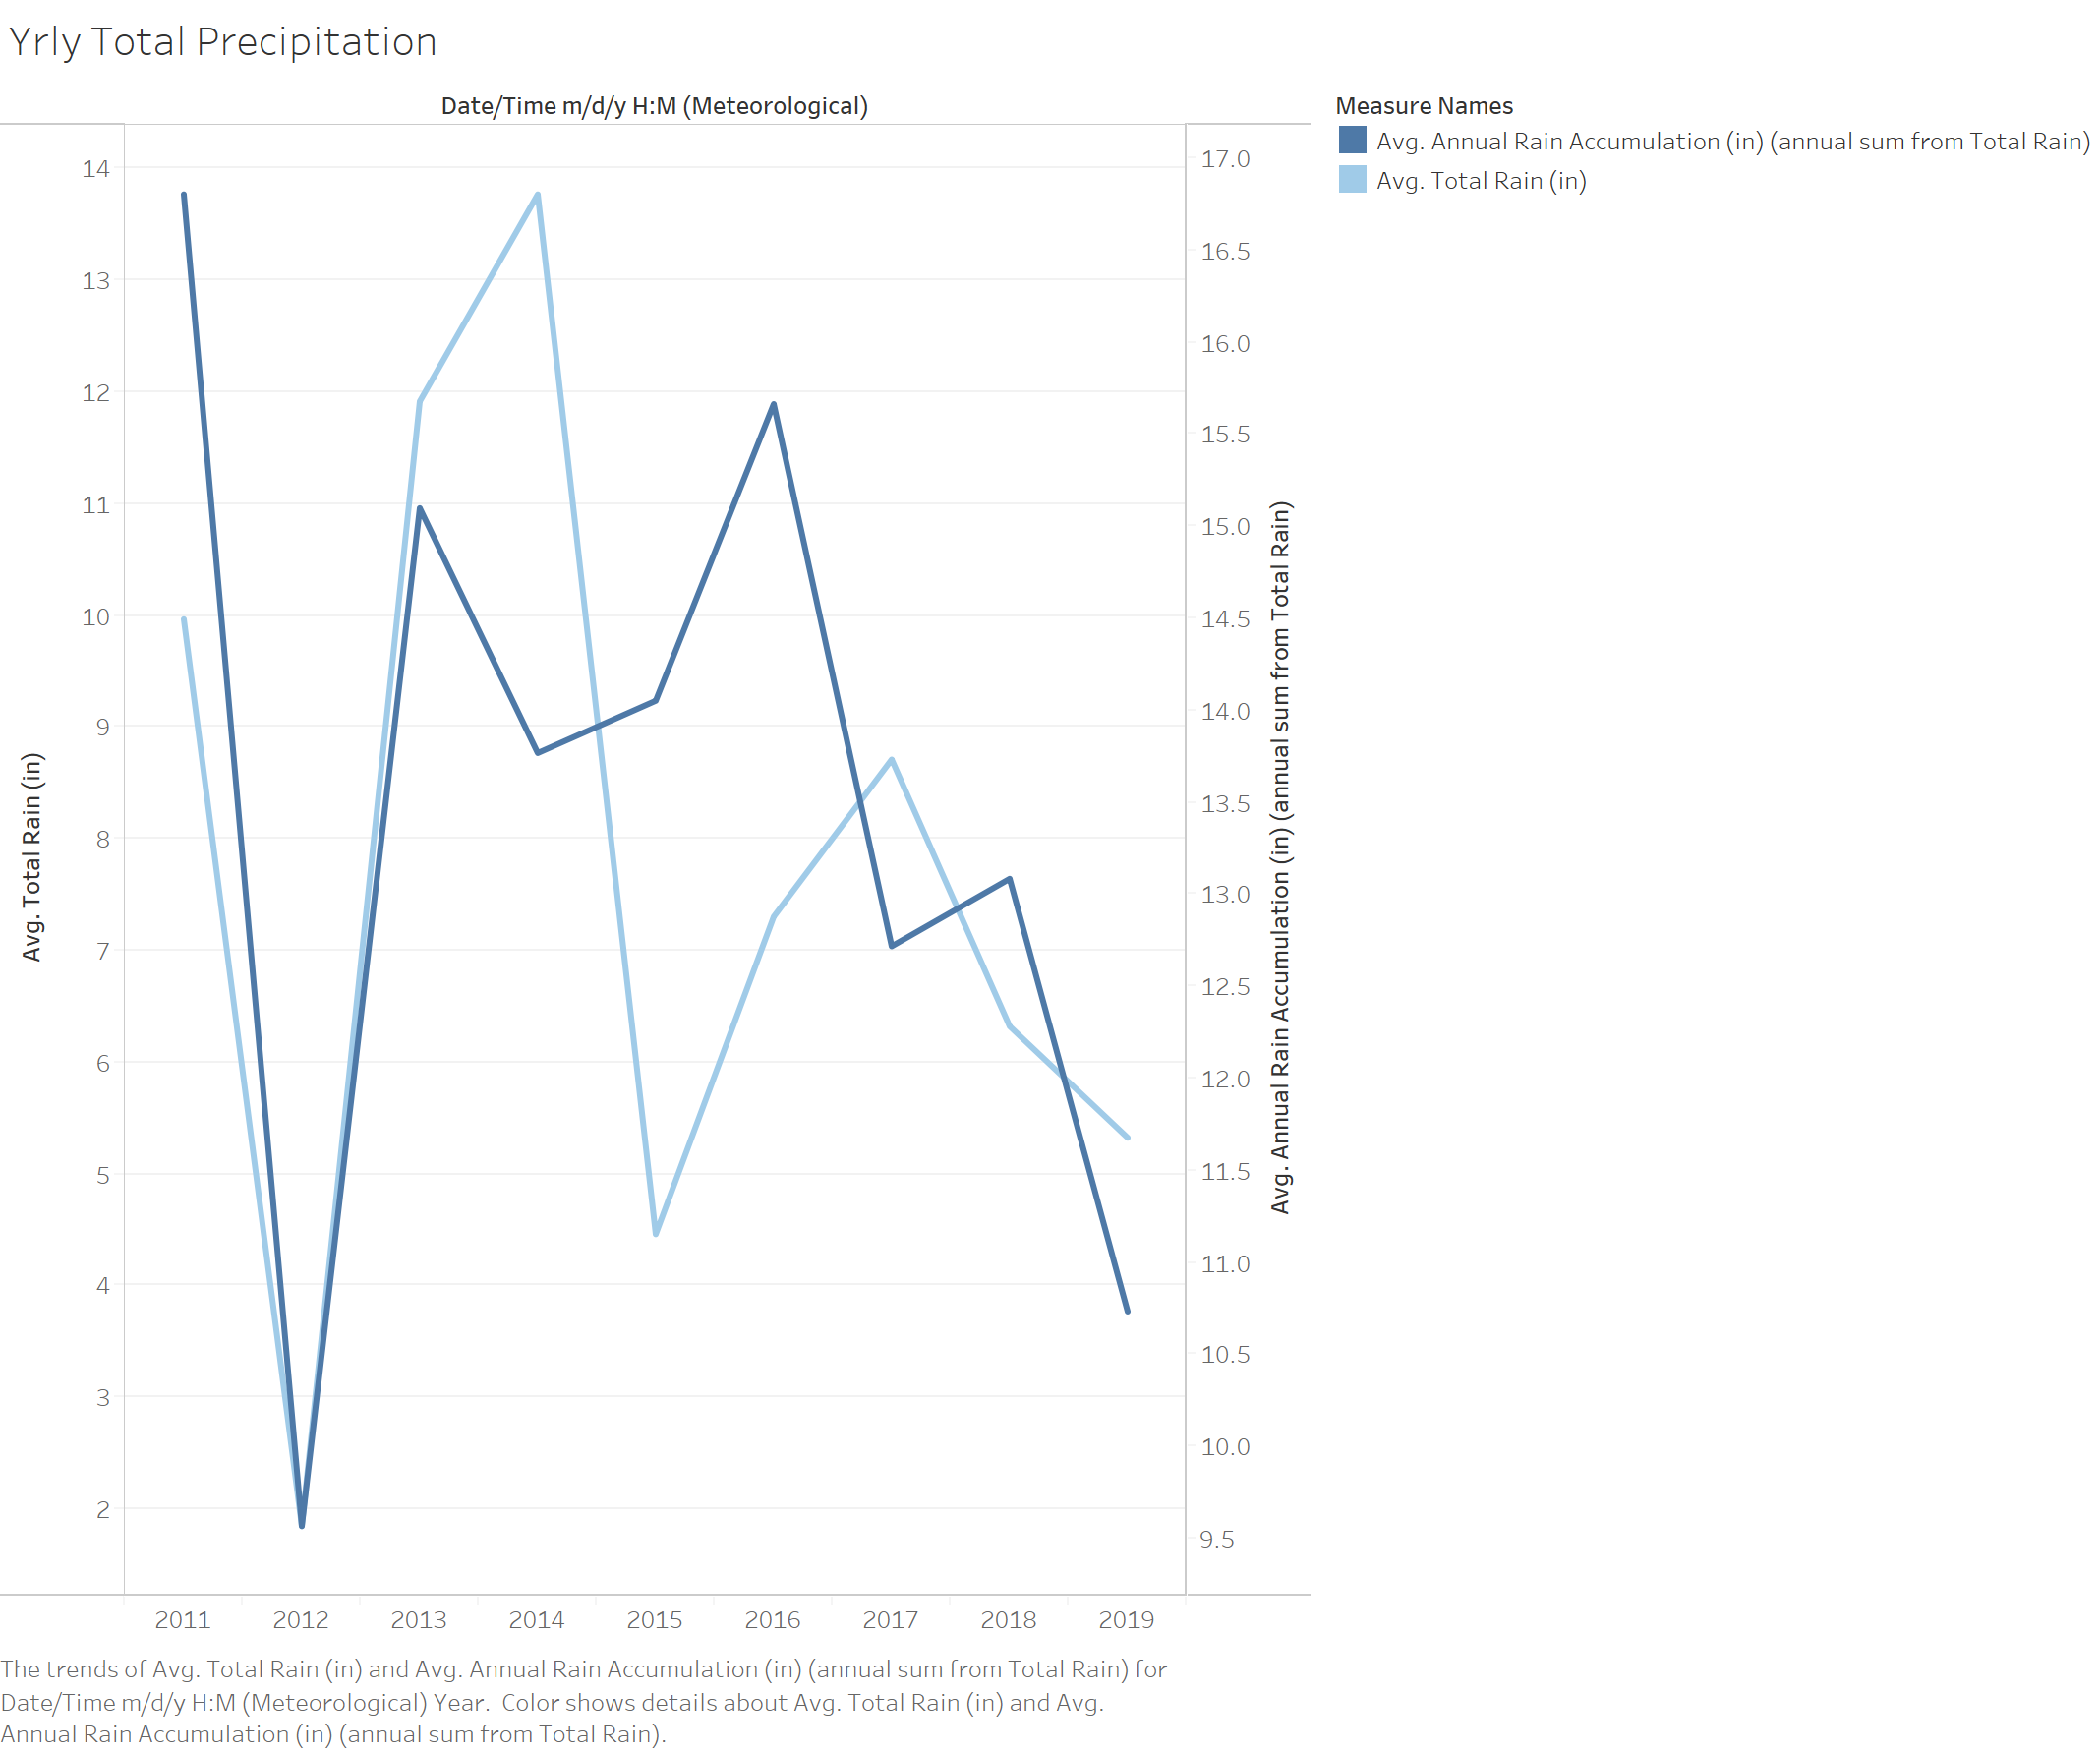 Yrly Total Precipitation
Date/Time m/d/y H:M (Meteorological)
Measure Names
Avg. Annual Rain Accumulation (in) (annual sum from Total Rain)
Avg. Total Rain (in)
14
13
12
11
10
9
8
7
6
5
4
3
2
Avg. Total Rain (in)
17.0
16.5
16.0
15.5
15.0
14.5
14.0
13.5
13.0
12.5
12.0
11.5
11.0
10.5
10.0
9.5
Avg. Annual Rain Accumulation (in) (annual sum from Total Rain)
2011 2012 2013 2014 2015 2016 2017 2018 2019
The trends of Avg. Total Rain (in) and Avg. Annual Rain Accumulation (in) (annual sum from Total Rain) for
Date/Time m/d/y H:M (Meteorological) Year.  Color shows details about Avg. Total Rain (in) and Avg.
Annual Rain Accumulation (in) (annual sum from Total Rain).